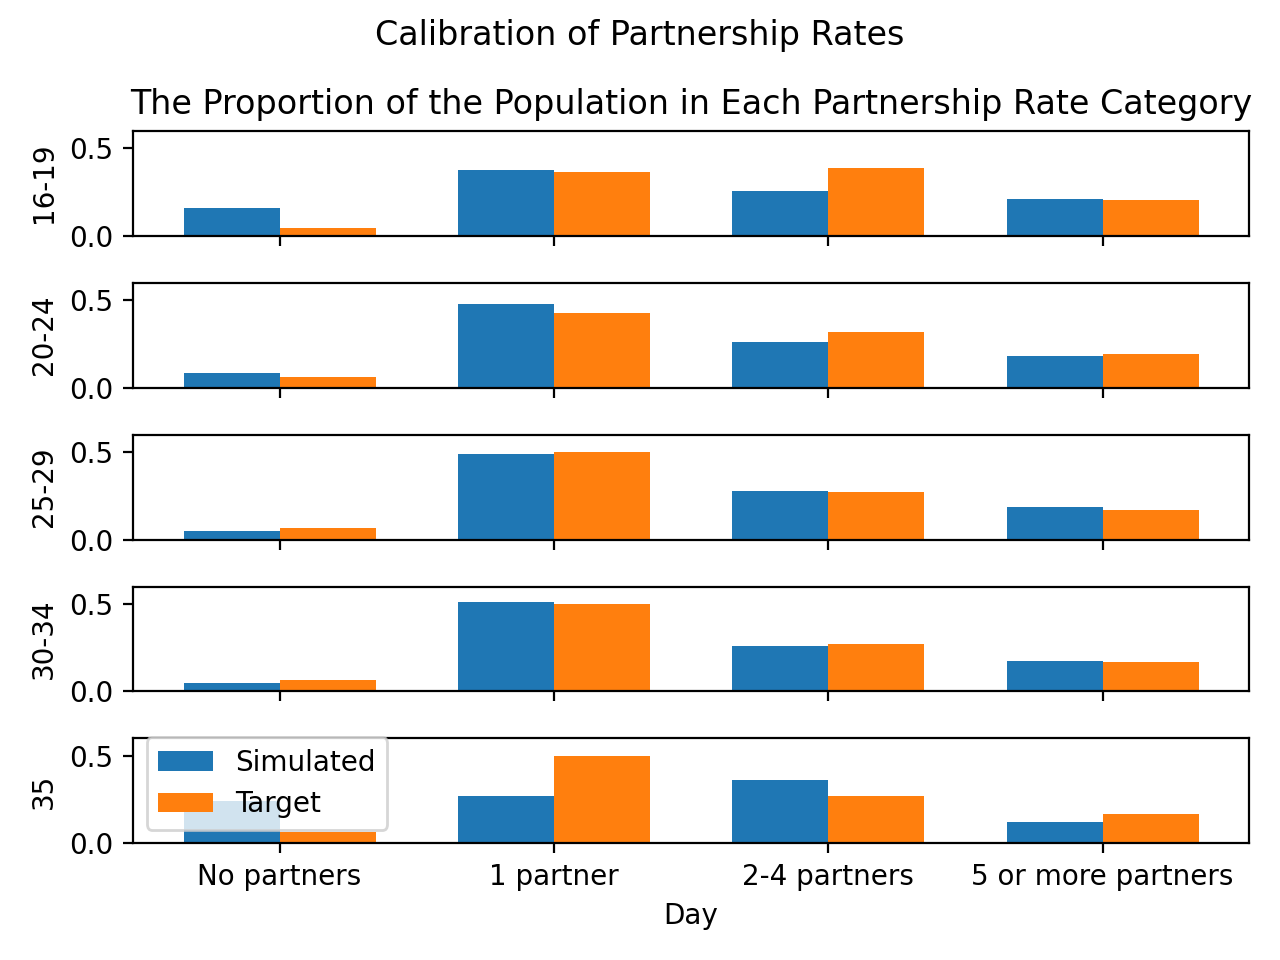 Calibration of Partnership Rates
The Proportion of the Population in Each Partnership Rate Category
0.5
0.0
16-19
0.5
0.0
20-24
0.5
0.0
25-29
0.5
0.0
30-34
0.5
0.0
35
Simulated
Target
No partners
1 partner
2-4 partners
5 or more partners
Day